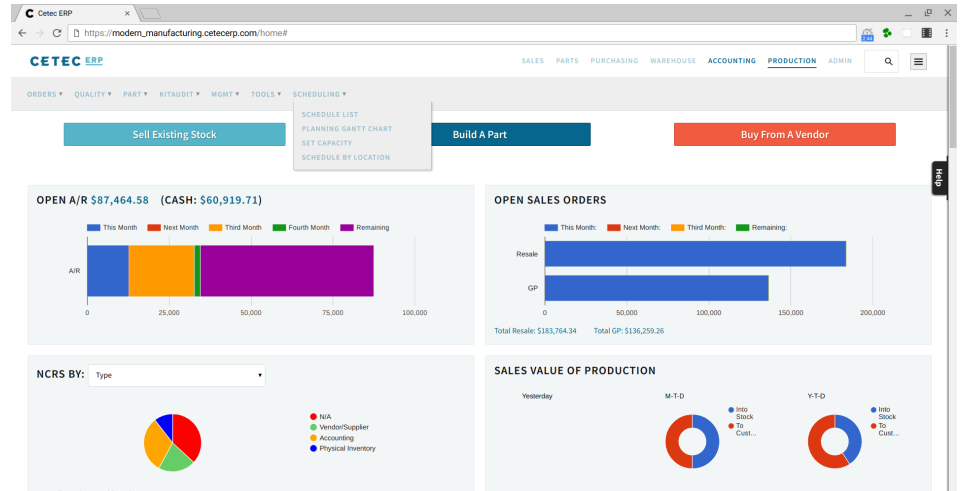 Cetec ERP
https://modern_manufacturing.cetecerp.com/home#
2.44
CETEC ERP
SALES PARTS PURCHASING WAREHOUSE ACCOUNTING PRODUCTION ADMIN
ORDERS QUALITY PART KITAUDIT MGMT TOOLS SCHEDULING
SCHEDULE LIST
PLANNING GANTT CHART
SET CAPACITY
SCHEDULE BY LOCATION
Sell Existing Stock
Build A Part
Buy From A Vendor
Help
OPEN A/R $87,464.58 (CASH: $60,919.71)
This Month Next Month Third Month Fourth Month Remaining
A/R
0 25,000 50,000 75,000 100,000
OPEN SALES ORDERS
This Month: Next Month: Third Month: Remaining:
Resale
GP
0 50,000 100,000 150,000 200,000
Total Resale: $183,764.34 Total GP: $136,259.26
NCRS BY: Type
N/A
Vendor/Supplier
Accounting
Physical Inventory
SALES VALUE OF PRODUCTION
Yesterday M-T-D Y-T-D
Into Stock
To Cust...
Into Stock
To Cust...